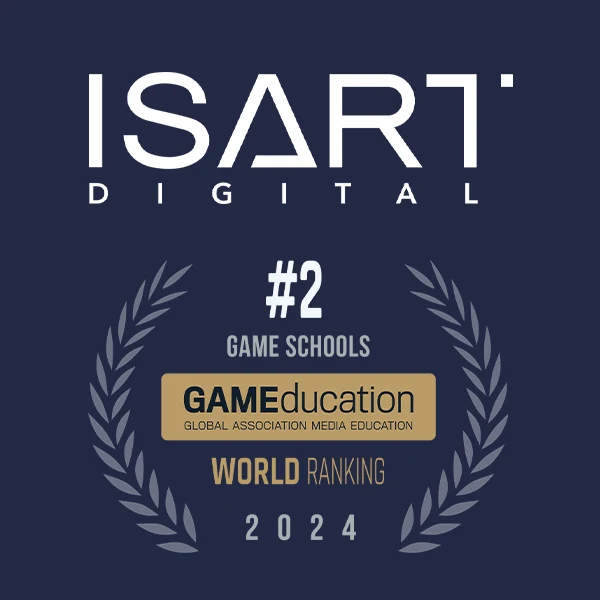 ISART
DIGITAL
#2
GAME SCHOOLS
GAMEducation
GLOBAL ASSOCIATION MEDIA EDUCATION
WORLD RANKING
2024